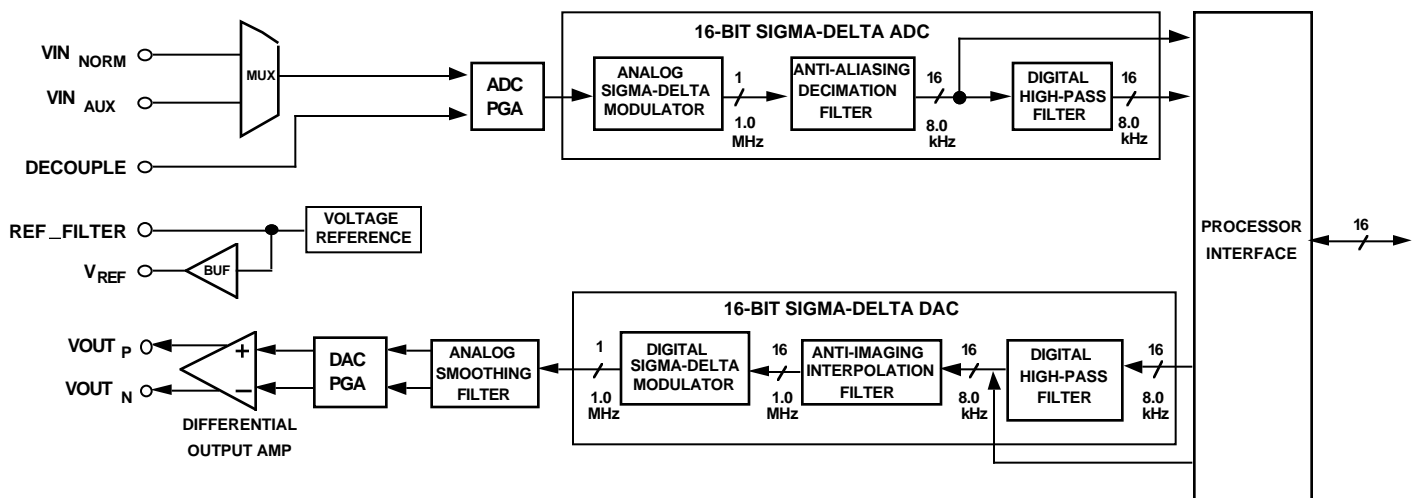 16-BIT SIGMA-DELTA ADC
VIN NORM
VIN AUX
DECOUPLE
MUX
ADC
PGA
ANALOG
SIGMA-DELTA
MODULATOR
1
1.0
MHz
ANTI-ALIASING
DECIMATION
FILTER
16
8.0
kHz
DIGITAL
HIGH-PASS
FILTER
16
8.0
kHz
REF_FILTER
VOLTAGE
REFERENCE
V REF
BUF
PROCESSOR
INTERFACE
16
16-BIT SIGMA-DELTA DAC
VOUT P
VOUT N
+
−
DIFFERENTIAL
OUTPUT AMP
DAC
PGA
ANALOG
SMOOTHING
FILTER
1
1.0
MHz
DIGITAL
SIGMA-DELTA
MODULATOR
16
1.0
MHz
ANTI-IMAGING
INTERPOLATION
FILTER
16
8.0
kHz
DIGITAL
HIGH-PASS
FILTER
16
8.0
kHz